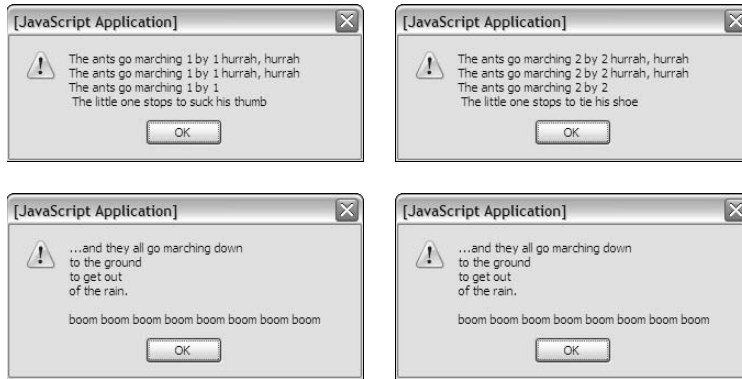 [JavaScript Application]
The ants go marching 1 by 1 hurrah, hurrah
The ants go marching 1 by 1 hurrah, hurrah
The ants go marching 1 by 1
The little one stops to suck his thumb
OK
[JavaScript Application]
The ants go marching 2 by 2 hurrah, hurrah
The ants go marching 2 by 2 hurrah, hurrah
The ants go marching 2 by 2
The little one stops to tie his shoe
OK
[JavaScript Application]
...and they all go marching down
to the ground
to get out
of the rain.
boom boom boom boom boom boom boom boom
OK
[JavaScript Application]
...and they all go marching down
to the ground
to get out
of the rain.
boom boom boom boom boom boom boom boom
OK